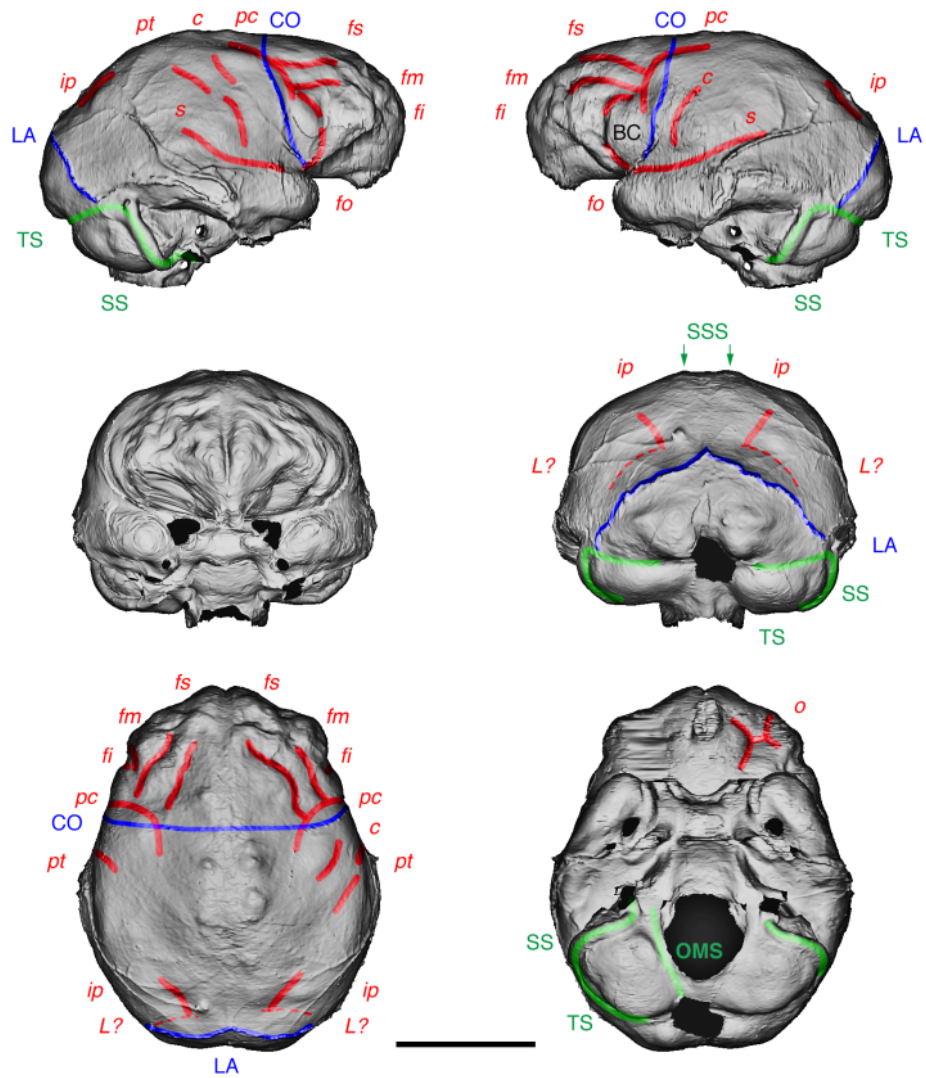 pt c pc CO fs
fs CO pc
ip fm
fm c ip
s fi
fi BC s
LA
LA
fo
fo
TS
TS
SS
SS
SSS
ip ip
L? L?
LA
SS
TS
fs fs
fm fm
fi fi
pc pc
CO c
pt pt
ip ip
L? L?
LA
o
SS OMS
TS